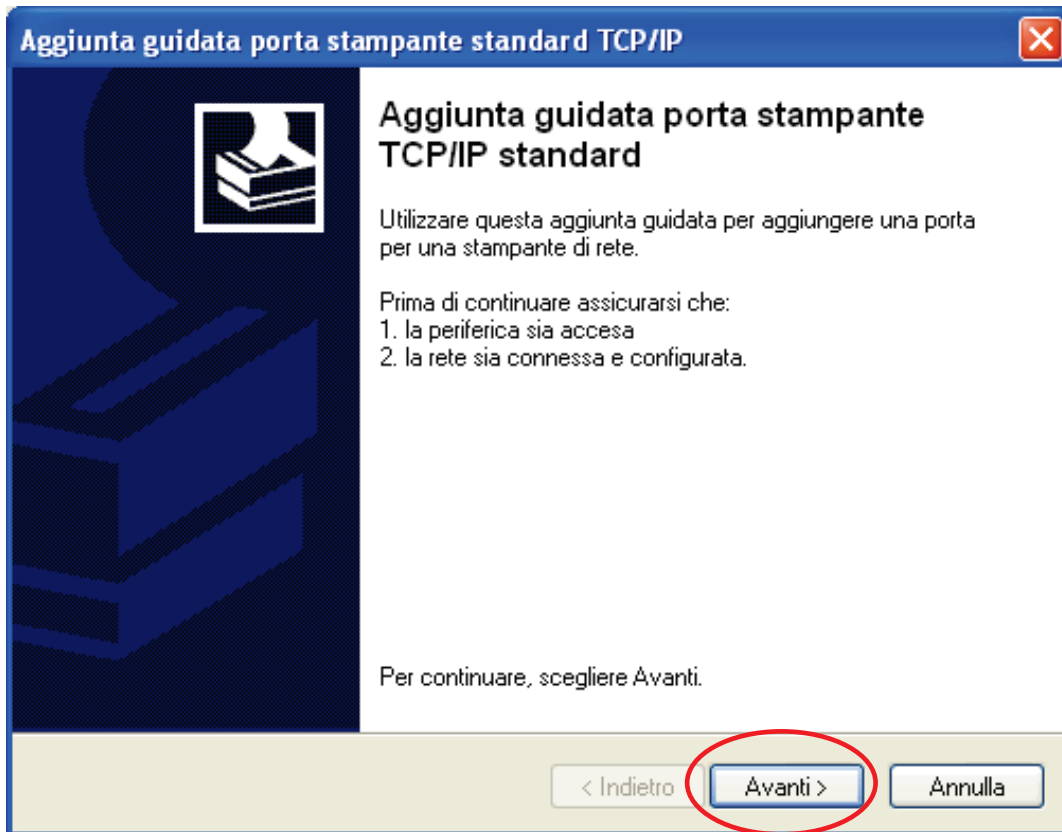 Aggiunta guidata porta stampante standard TCP/IP
Aggiunta guidata porta stampante
TCP/IP standard
Utilizzare questa aggiunta guidata per aggiungere una porta
per una stampante di rete.
Prima di continuare assicurarsi che:
1. la periferica sia accesa
2. la rete sia connessa e configurata.
Per continuare, scegliere Avanti.
< Indietro Avanti > Annulla